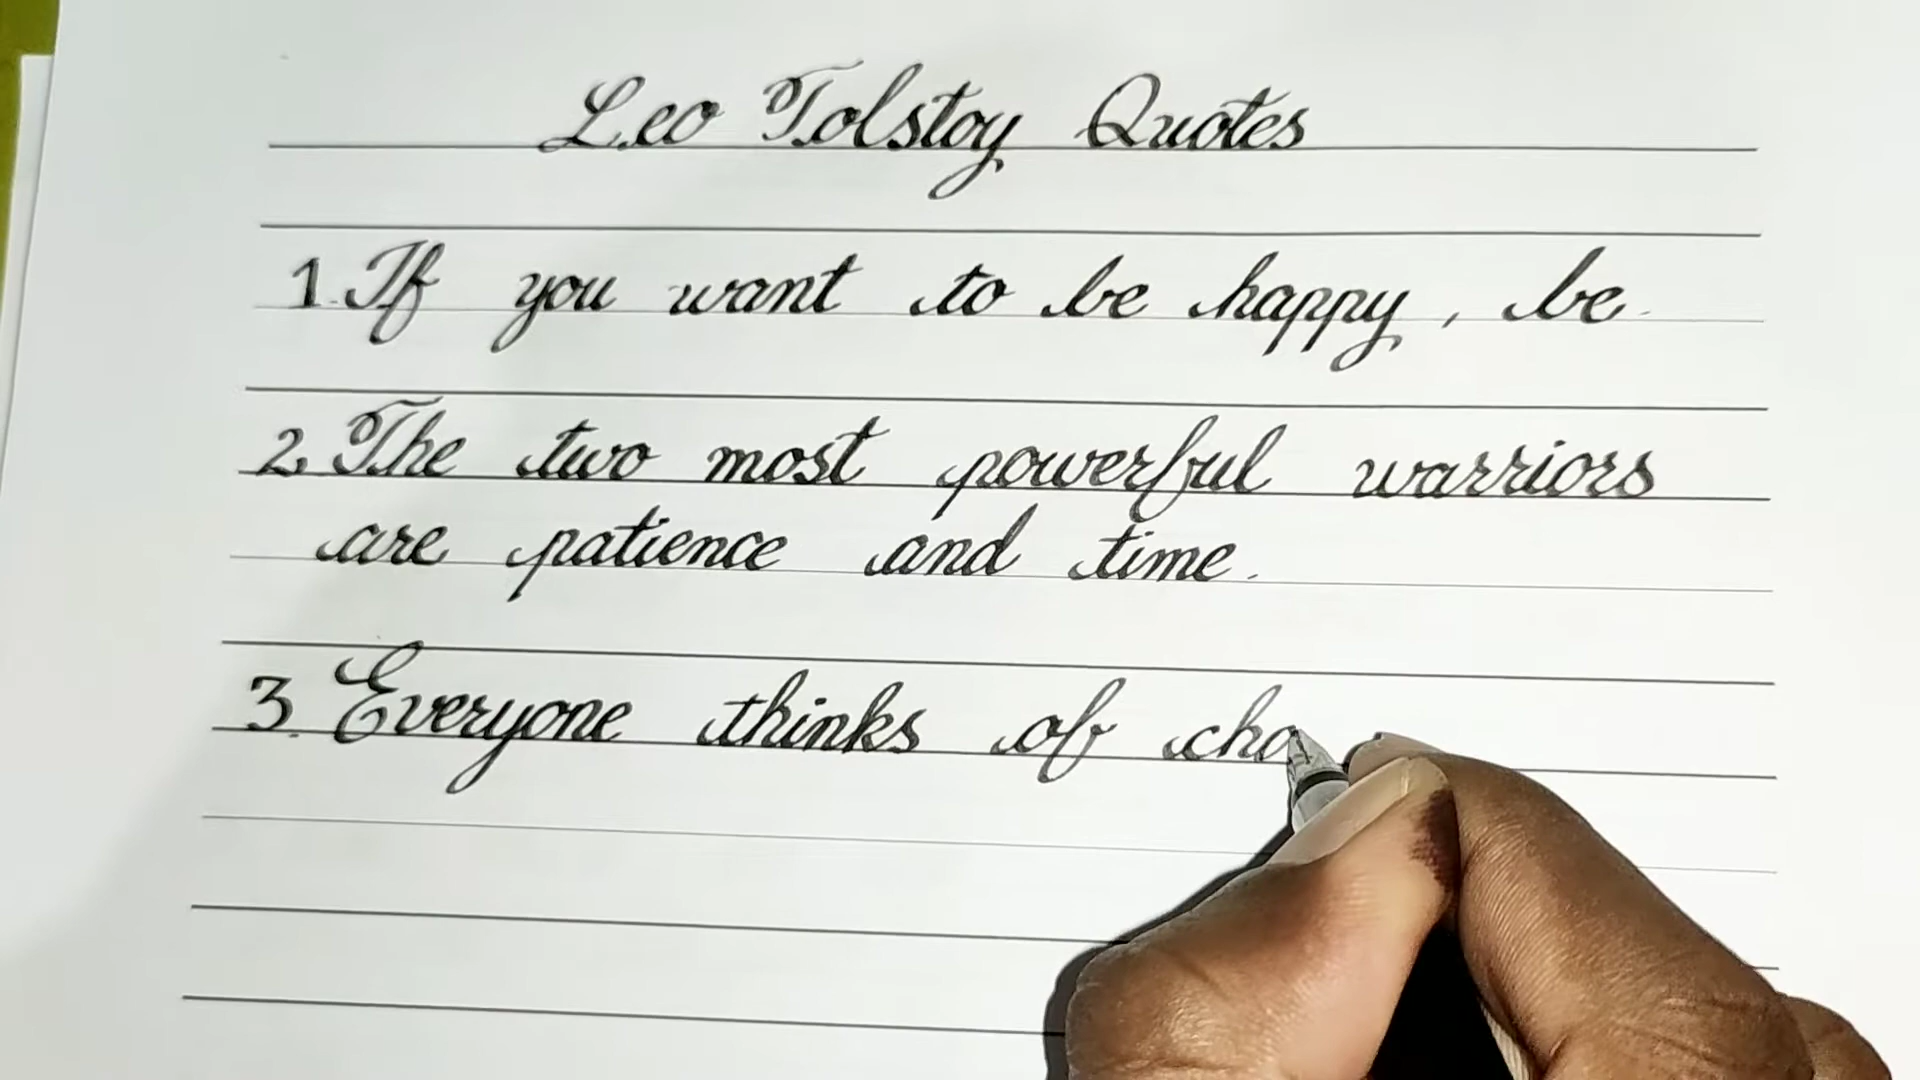 Leo Tolstoy Quotes
1. If you want to be happy, be.
2. The two most powerful warriors
are patience and time.
3. Everyone thinks of cha